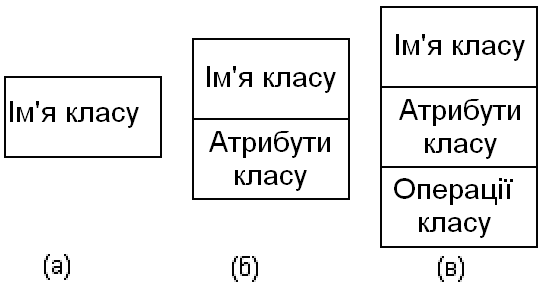 Ім'я класу
(а)
Ім'я класу
Атрибути
класу
(б)
Ім'я класу
Атрибути
класу
Операції
класу
(в)